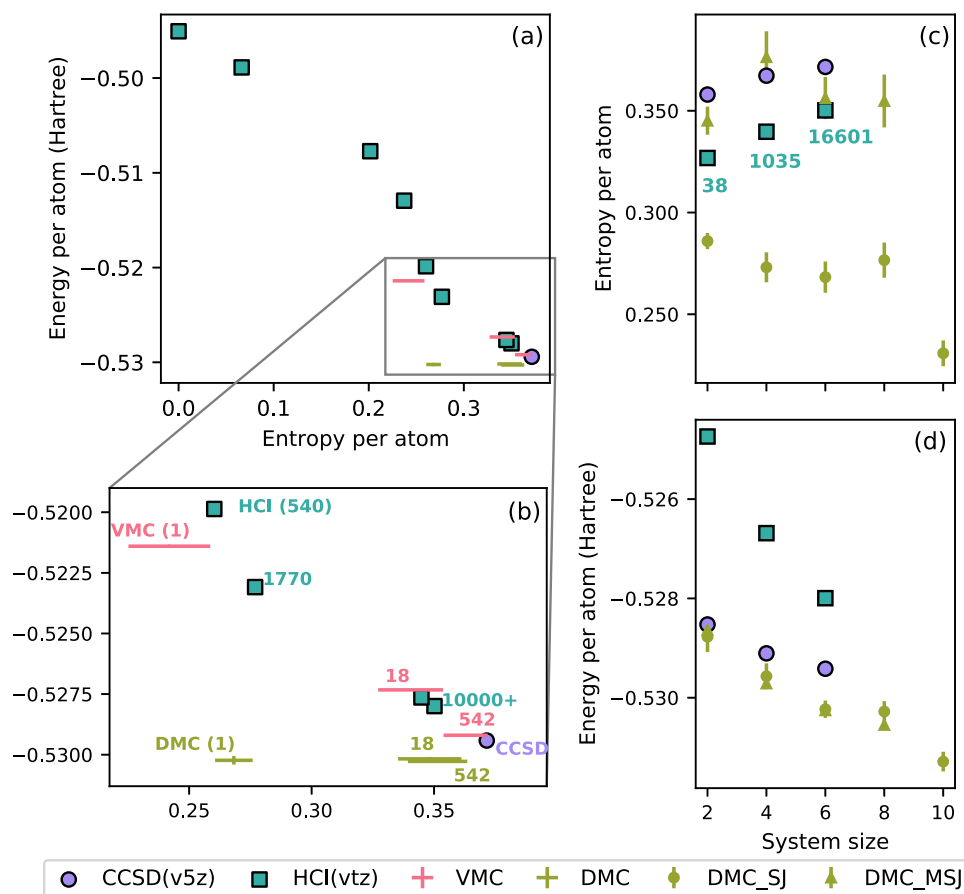 (a)
Energy per atom (Hartree)
−0.50
−0.51
−0.52
−0.53
0.0
0.1
0.2
0.3
Entropy per atom
(b)
−0.5200
−0.5225
−0.5250
−0.5275
−0.5300
HCI (540)
VMC (1)
1770
18
10000+
542
CCSD
DMC (1)
18
542
0.25
0.30
0.35
(c)
Entropy per atom
0.350
0.300
0.250
38
1035
16601
(d)
Energy per atom (Hartree)
−0.526
−0.528
−0.530
2
4
6
8
10
System size
CCSD(v5z) HCI(vtz) VMC DMC DMC_SJ DMC_MSJ